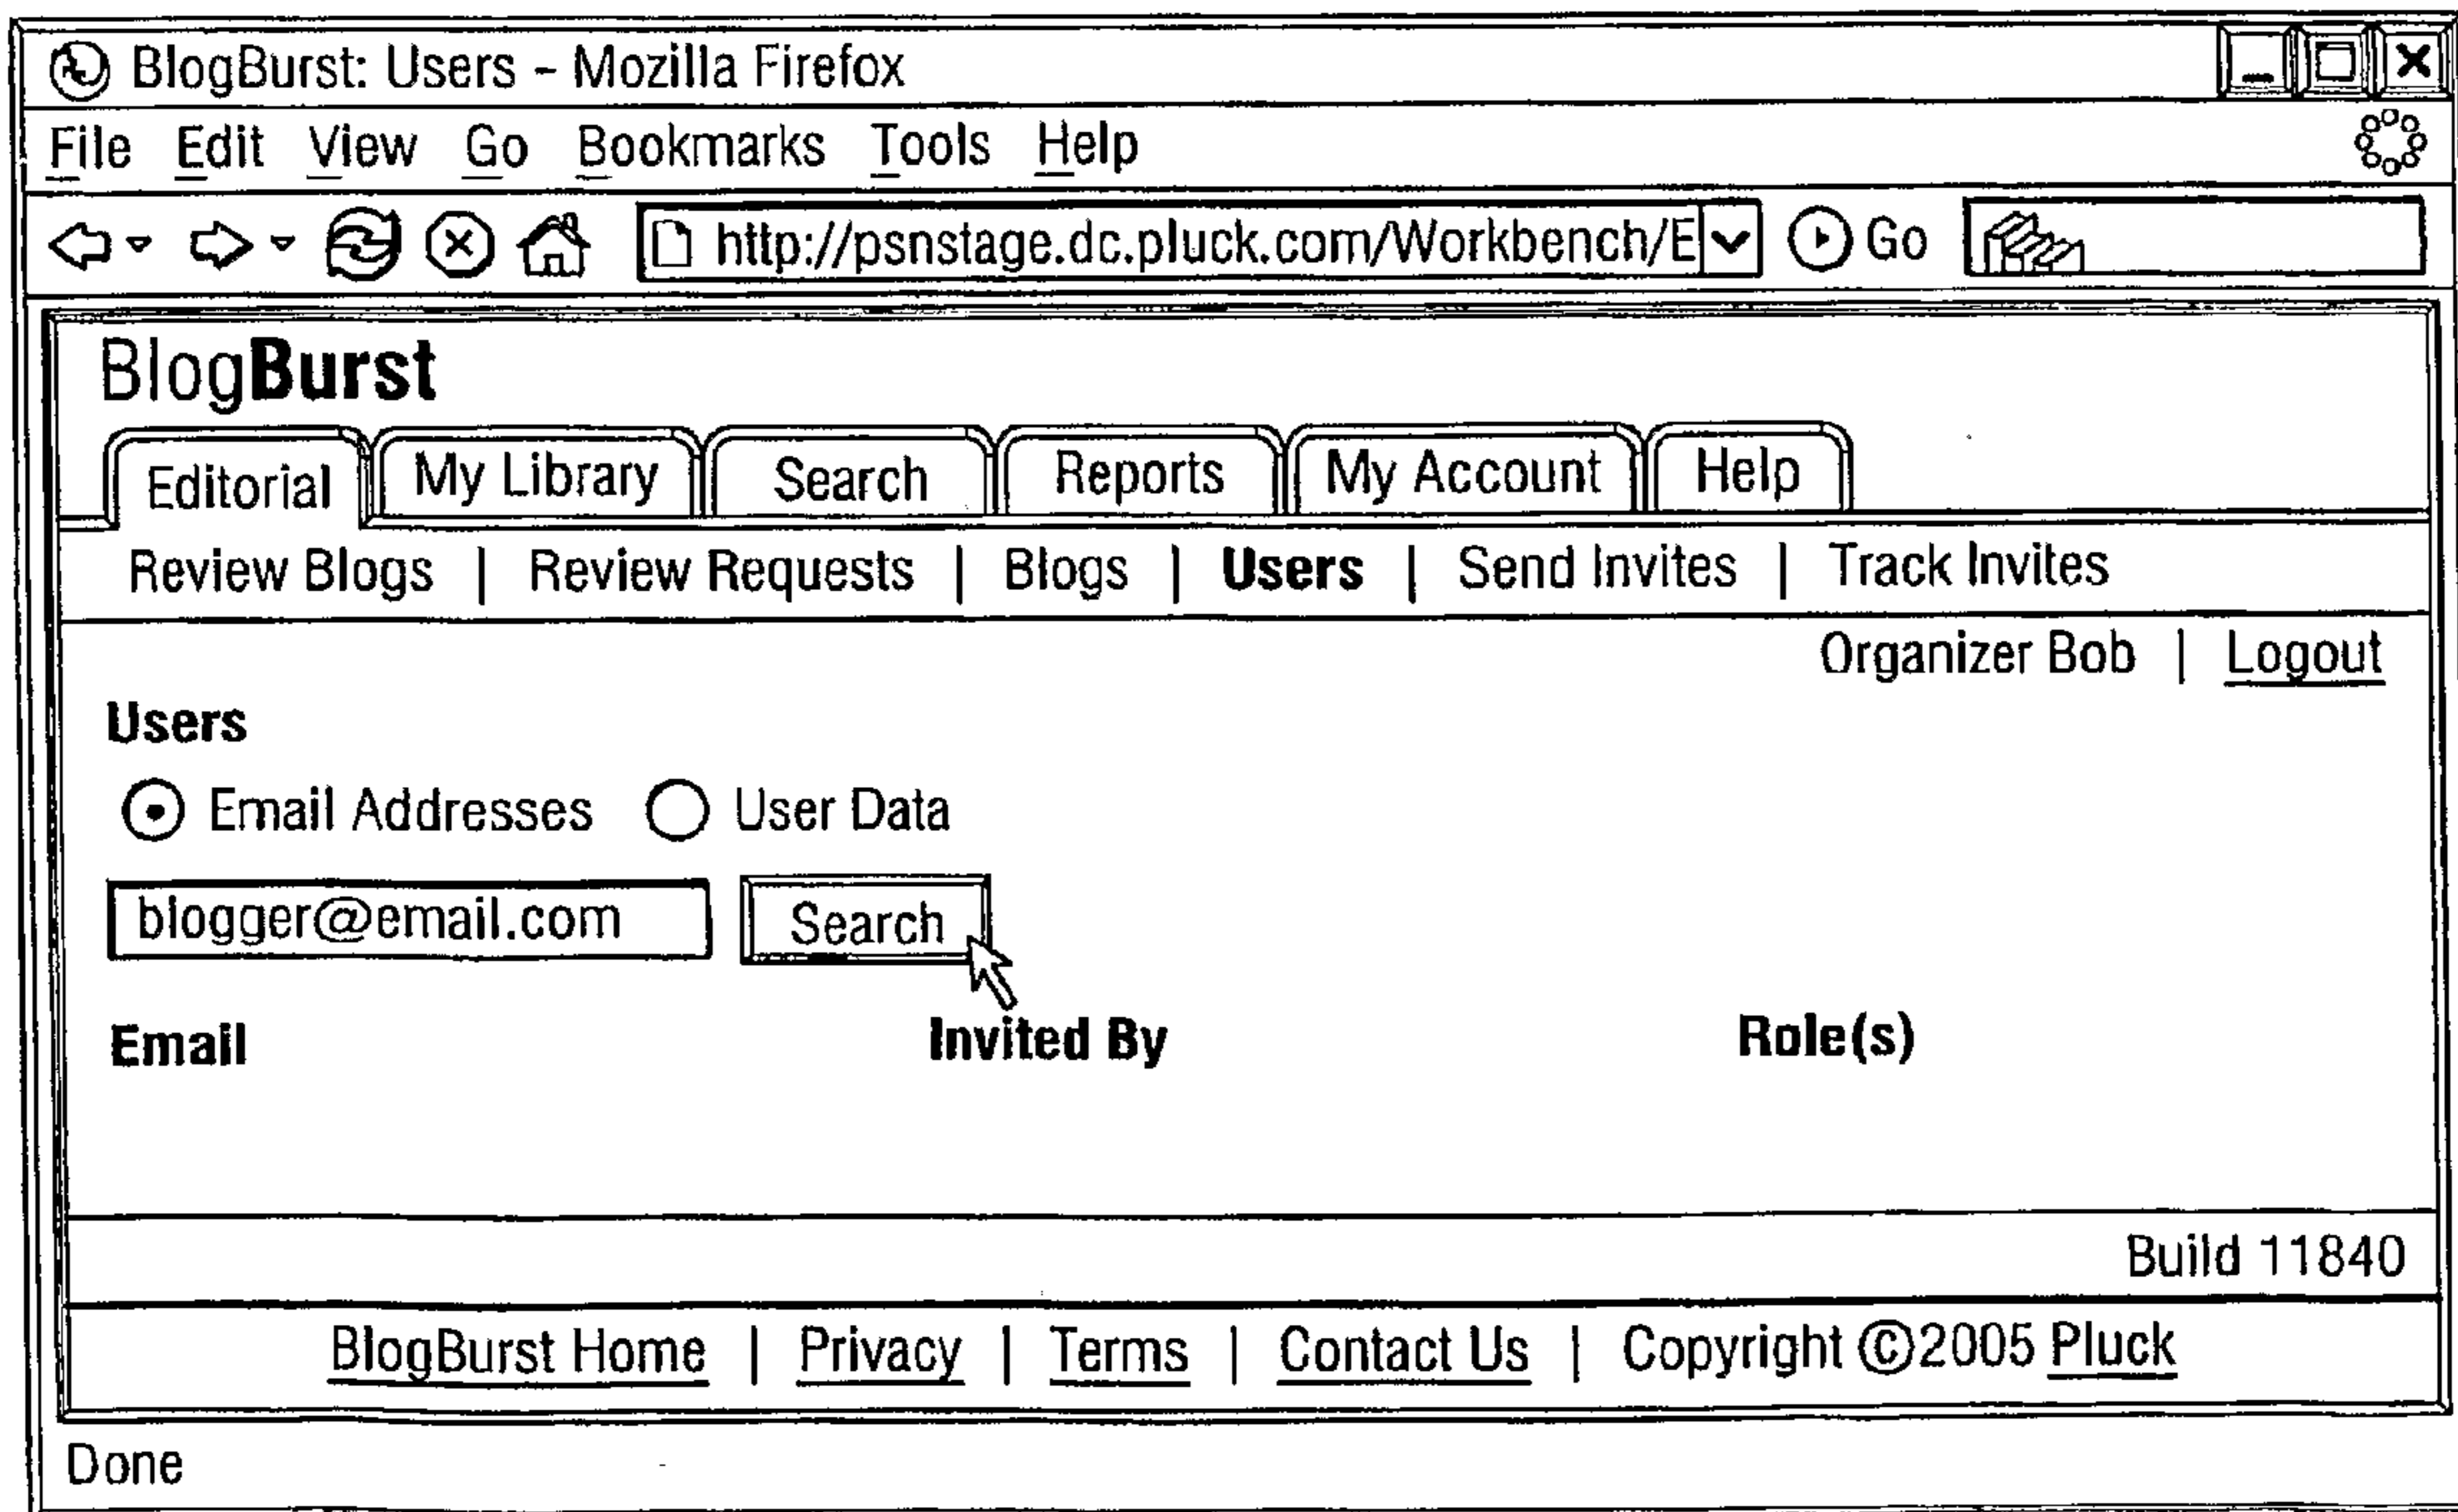 BlogBurst: Users - Mozilla Firefox
File Edit View Go Bookmarks Tools Help
http://psnstage.dc.pluck.com/Workbench/E Go
BlogBurst
Editorial My Library Search Reports My Account Help
Review Blogs | Review Requests | Blogs | Users | Send Invites | Track Invites
Organizer Bob | Logout
Users
Email Addresses User Data
blogger@email.com Search
Email Invited By Role(s)
Build 11840
BlogBurst Home | Privacy | Terms | Contact Us | Copyright ©2005 Pluck
Done